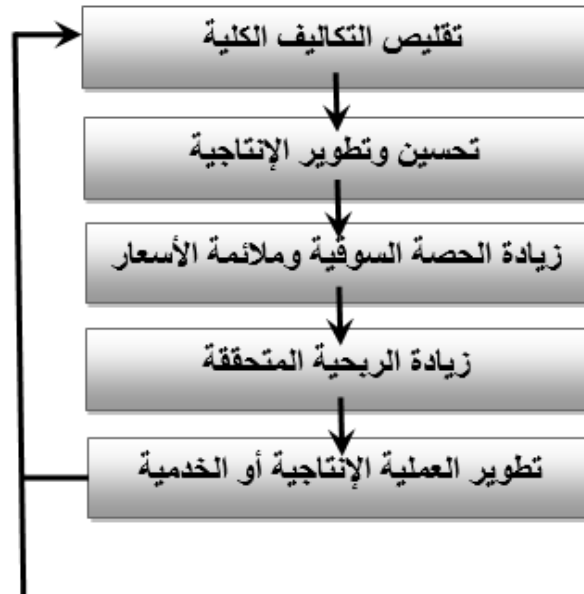 تقليص التكاليف الكلية
تحسين وتطوير الإنتاجية
زيادة الحصة السوقية وملائمة الأسعار
زيادة الربحية المتحققة
تطوير العملية الإنتاجية أو الخدمية